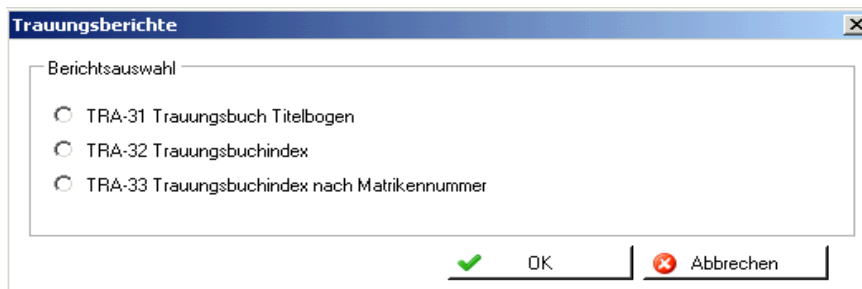 Trauungsberichte
Berichtsauswahl
TRA-31 Trauungsbuch Titelbogen
TRA-32 Trauungsbuchindex
TRA-33 Trauungsbuchindex nach Matrikennummer
OK Abbrechen